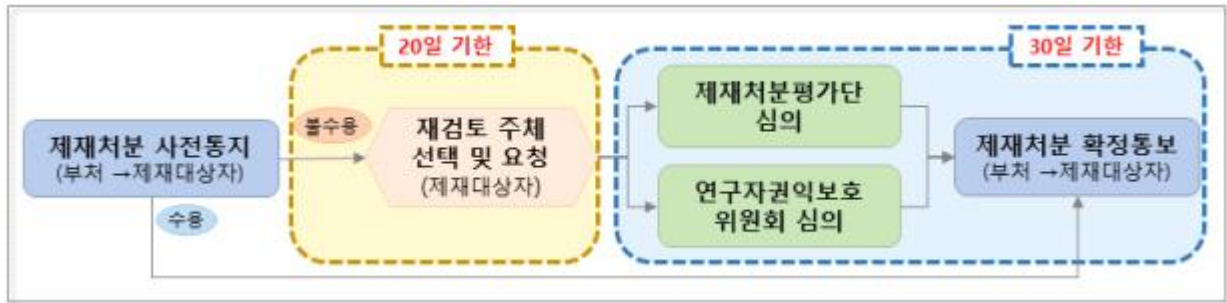 20일 기한
30일 기한
제재처분 사전통지
(부처 →제재대상자)
불수용
수용
재검토 주체
선택 및 요청
(제재대상자)
제재처분평가단
심의
연구자권익보호
위원회 심의
제재처분 확정통보
(부처 →제재대상자)